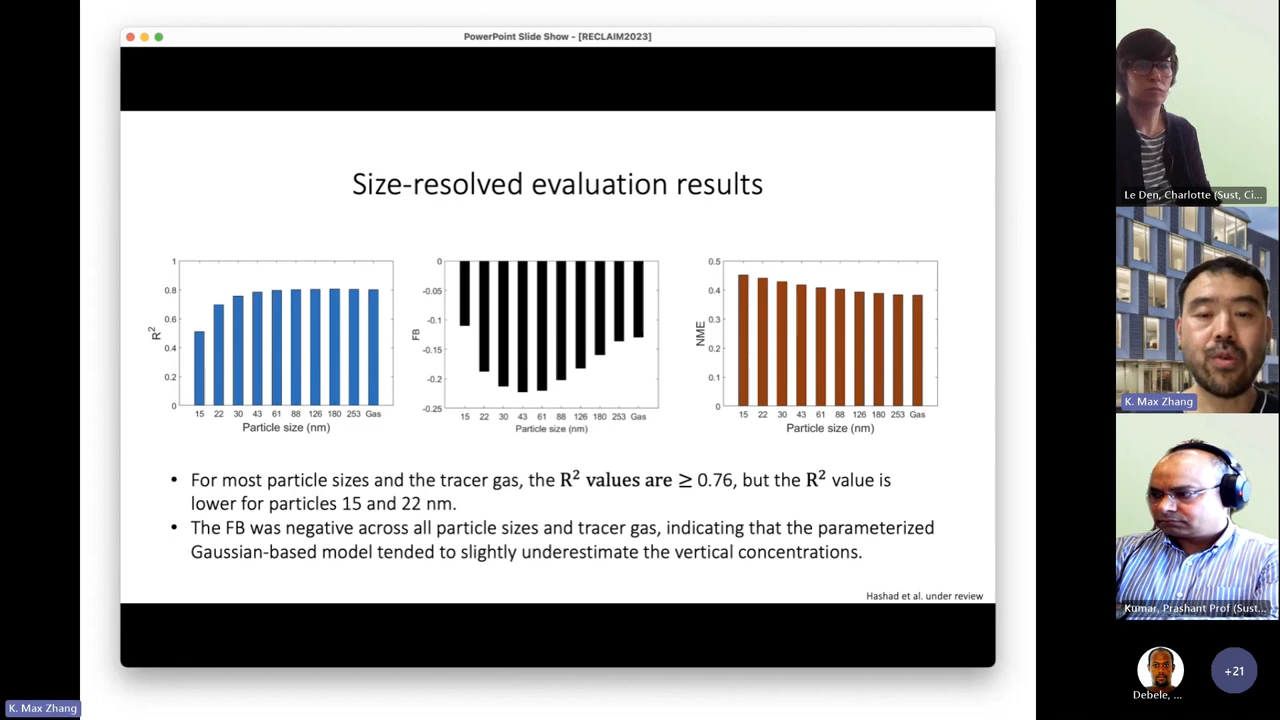 PowerPoint Slide Show - [RECLAIM2023]
Size-resolved evaluation results
1
0.8
0.6
0.4
0.2
0
R²
15 22 30 43 61 88 126 180 253 Gas
Particle size (nm)
0
-0.05
-0.1
-0.15
-0.2
-0.25
FB
15 22 30 43 61 88 126 180 253 Gas
Particle size (nm)
0.5
0.4
0.3
0.2
0.1
0
NME
15 22 30 43 61 88 126 180 253 Gas
Particle size (nm)
• For most particle sizes and the tracer gas, the R² values are ≥ 0.76, but the R² value is
lower for particles 15 and 22 nm.
• The FB was negative across all particle sizes and tracer gas, indicating that the parameterized
Gaussian-based model tended to slightly underestimate the vertical concentrations.
Hashad et al. under review
Le Den, Charlotte (Sust, Ci...
K. Max Zhang
Kumar, Prashant Prof (Sust...
Debele, ...
+21
K. Max Zhang